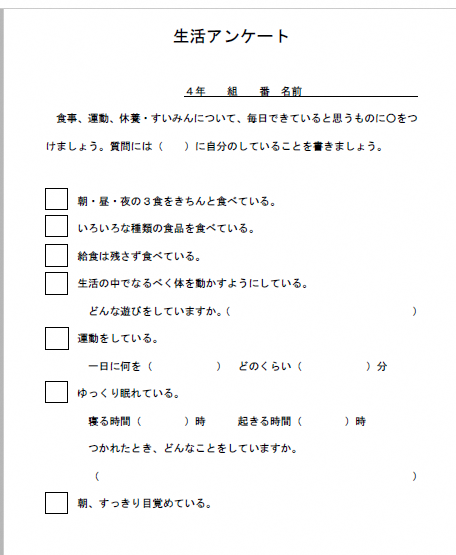 生活アンケート
４年　　組　　番　名前
食事、運動、休養・すいみんについて、毎日できていると思うものに〇をつ
けましょう。質問には（　　）に自分のしていることを書きましょう。
朝・昼・夜の３食をきちんと食べている。
いろいろな種類の食品を食べている。
給食は残さず食べている。
生活の中でなるべく体を動かすようにしている。
どんな遊びをしていますか。（　　　　　　　　　　　　　　　　　）
運動をしている。
一日に何を（　　　　　　）　どのくらい（　　　　　　）分
ゆっくり眠れている。
寝る時間（　　　　）時　　　起きる時間（　　　　）時
つかれたとき、どんなことをしていますか。
（　　　　　　　　　　　　　　　　　　　　　　　　　　　　　）
朝、すっきり目覚めている。